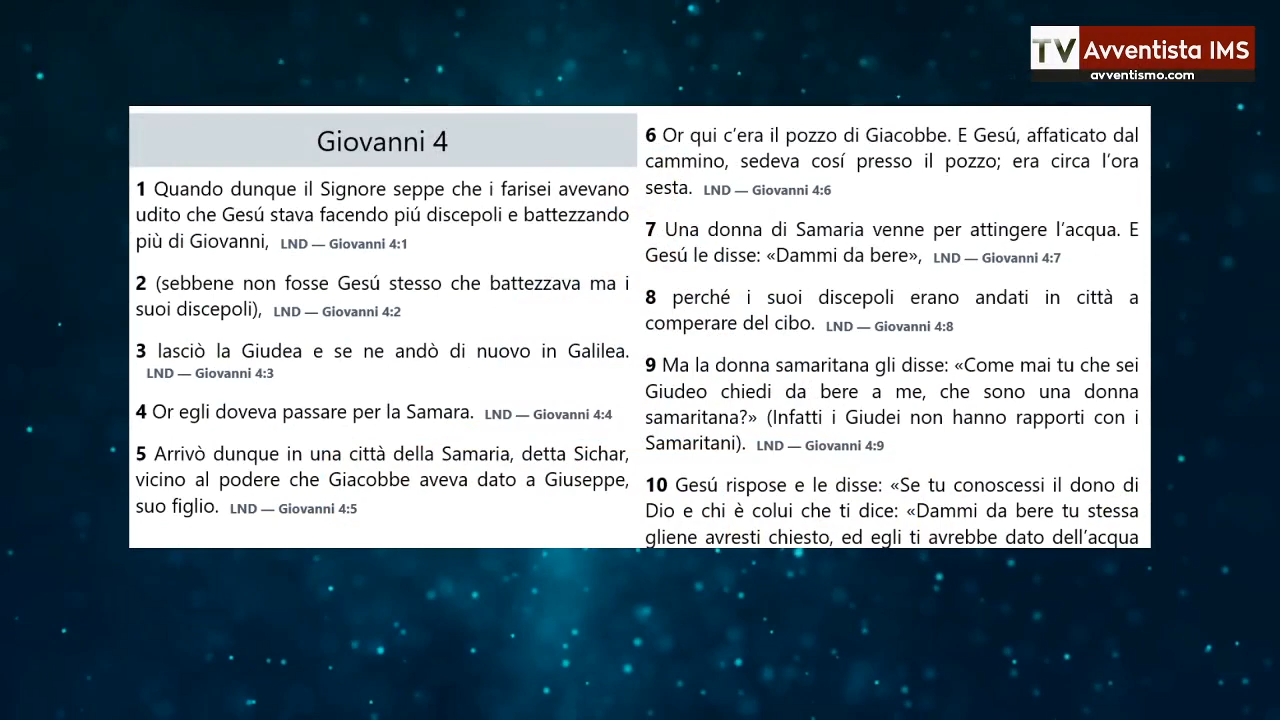 TV Avventista IMS
avventismo.com
Giovanni 4
1 Quando dunque il Signore seppe che i farisei avevano
udito che Gesú stava facendo piú discepoli e battezzando
più di Giovanni, LND — Giovanni 4:1
2 (sebbene non fosse Gesú stesso che battezzava ma i
suoi discepoli), LND — Giovanni 4:2
3 lasciò la Giudea e se ne andò di nuovo in Galilea.
LND — Giovanni 4:3
4 Or egli doveva passare per la Samara. LND — Giovanni 4:4
5 Arrivò dunque in una città della Samaria, detta Sichar,
vicino al podere che Giacobbe aveva dato a Giuseppe,
suo figlio. LND — Giovanni 4:5
6 Or qui c’era il pozzo di Giacobbe. E Gesú, affaticato dal
cammino, sedeva cosí presso il pozzo; era circa l’ora
sesta. LND — Giovanni 4:6
7 Una donna di Samaria venne per attingere l’acqua. E
Gesú le disse: «Dammi da bere», LND — Giovanni 4:7
8 perché i suoi discepoli erano andati in città a
comperare del cibo. LND — Giovanni 4:8
9 Ma la donna samaritana gli disse: «Come mai tu che sei
Giudeo chiedi da bere a me, che sono una donna
samaritana?» (Infatti i Giudei non hanno rapporti con i
Samaritani). LND — Giovanni 4:9
10 Gesú rispose e le disse: «Se tu conoscessi il dono di
Dio e chi è colui che ti dice: «Dammi da bere tu stessa
gliene avresti chiesto, ed egli ti avrebbe dato dell’acqua